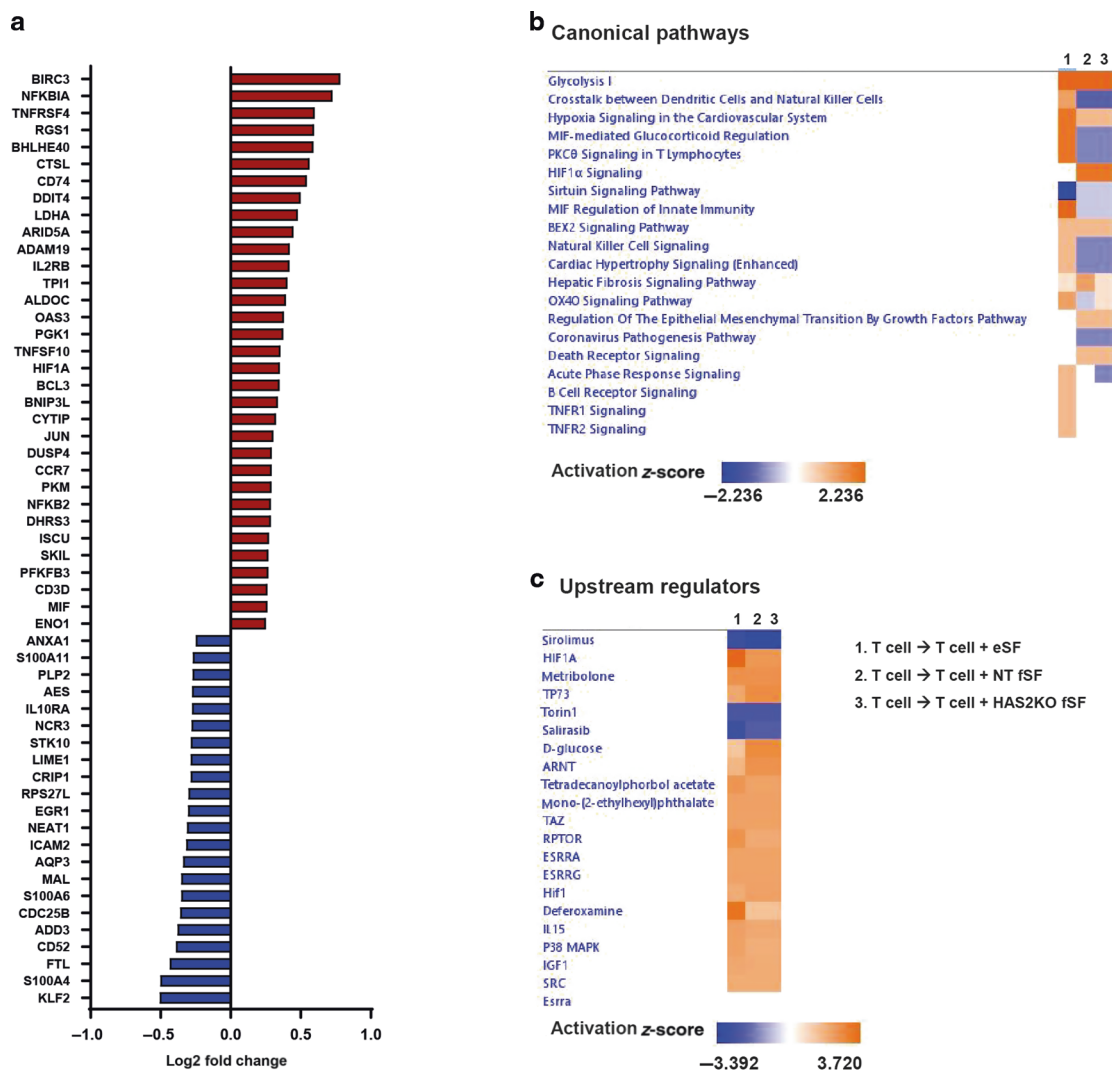 a
BIRC3
NFKBIA
TNFRSF4
RGS1
BHLHE40
CTSL
CD74
DDIT4
LDHA
ARID5A
ADAM19
IL2RB
TPI1
ALDOC
OAS3
PGK1
TNFSF10
HIF1A
BCL3
BNIP3L
CYTIP
JUN
DUSP4
CCR7
PKM
NFKB2
DHRS3
ISCU
SKIL
PFKFB3
CD3D
MIF
ENO1
ANXA1
S100A11
PLP2
AES
IL10RA
NCR3
STK10
LIME1
CRIP1
RPS27L
EGR1
NEAT1
ICAM2
AQP3
MAL
S100A6
CDC25B
ADD3
CD52
FTL
S100A4
KLF2
–1.0 –0.5 0.0 0.5 1.0
Log2 fold change
b Canonical pathways
1 2 3
Glycolysis I
Crosstalk between Dendritic Cells and Natural Killer Cells
Hypoxia Signaling in the Cardiovascular System
MIF-mediated Glucocorticoid Regulation
PKCθ Signaling in T Lymphocytes
HIF1α Signaling
Sirtuin Signaling Pathway
MIF Regulation of Innate Immunity
BEX2 Signaling Pathway
Natural Killer Cell Signaling
Cardiac Hypertrophy Signaling (Enhanced)
Hepatic Fibrosis Signaling Pathway
OX40 Signaling Pathway
Regulation Of The Epithelial Mesenchymal Transition By Growth Factors Pathway
Coronavirus Pathogenesis Pathway
Death Receptor Signaling
Acute Phase Response Signaling
B Cell Receptor Signaling
TNFR1 Signaling
TNFR2 Signaling
Activation z-score
–2.236 2.236
c Upstream regulators
1 2 3
Sirolimus
HIF1A
Metribolone
TP73
Torin1
Salirasib
D-glucose
ARNT
Tetradecanoylphorbol acetate
Mono-(2-ethylhexyl)phthalate
TAZ
RPTOR
ESRRA
ESRRG
Hif1
Deferoxamine
IL15
P38 MAPK
IGF1
SRC
Esrra
Activation z-score
–3.392 3.720
1. T cell → T cell + eSF
2. T cell → T cell + NT fSF
3. T cell → T cell + HAS2KO fSF